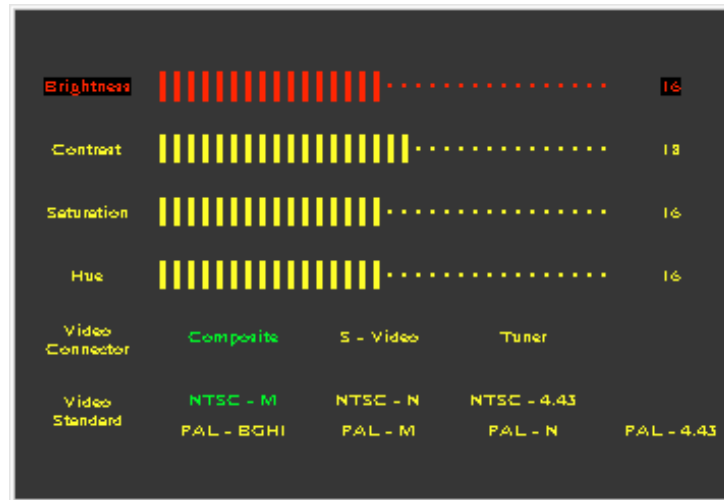 Brightness 16
Contrast 18
Saturation 16
Hue 16
Video
Connector
Composite S - Video Tuner
Video
Standard
NTSC - M NTSC - N NTSC - 4.43
PAL - BGHI PAL - M PAL - N PAL - 4.43